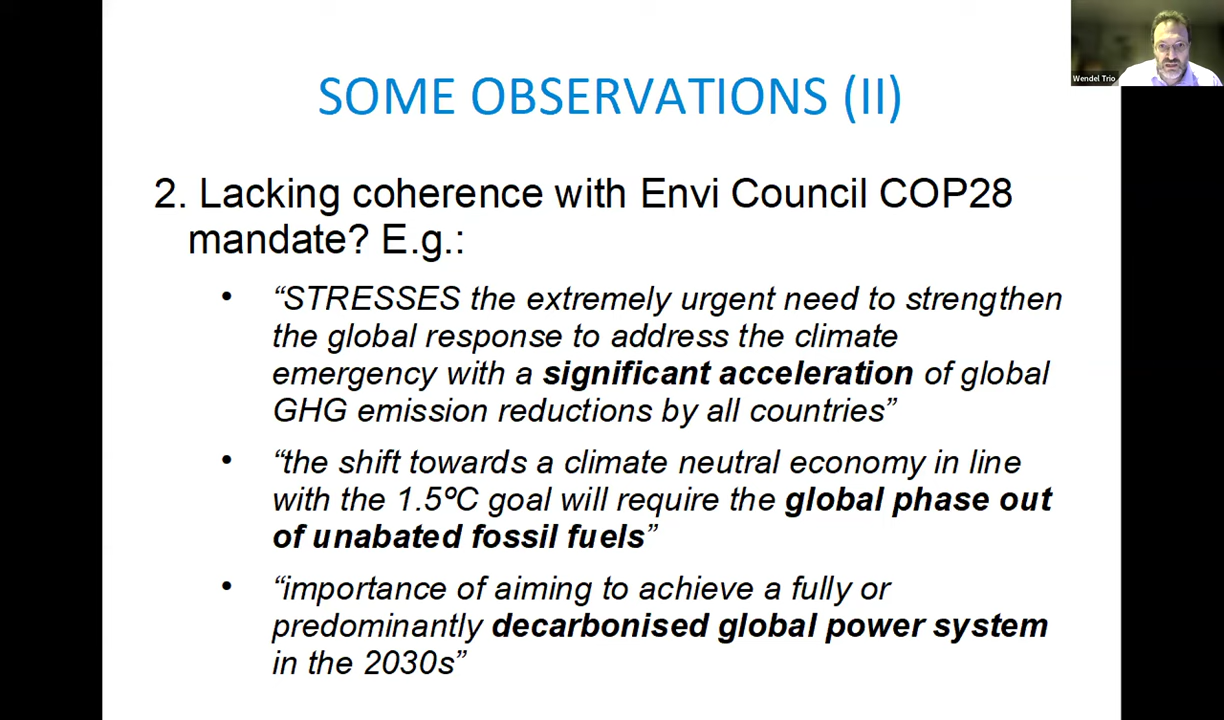 Wendel Trio
SOME OBSERVATIONS (II)
2. Lacking coherence with Envi Council COP28
mandate? E.g.:
• “STRESSES the extremely urgent need to strengthen
the global response to address the climate
emergency with a significant acceleration of global
GHG emission reductions by all countries”
• “the shift towards a climate neutral economy in line
with the 1.5ºC goal will require the global phase out
of unabated fossil fuels”
• “importance of aiming to achieve a fully or
predominantly decarbonised global power system
in the 2030s”